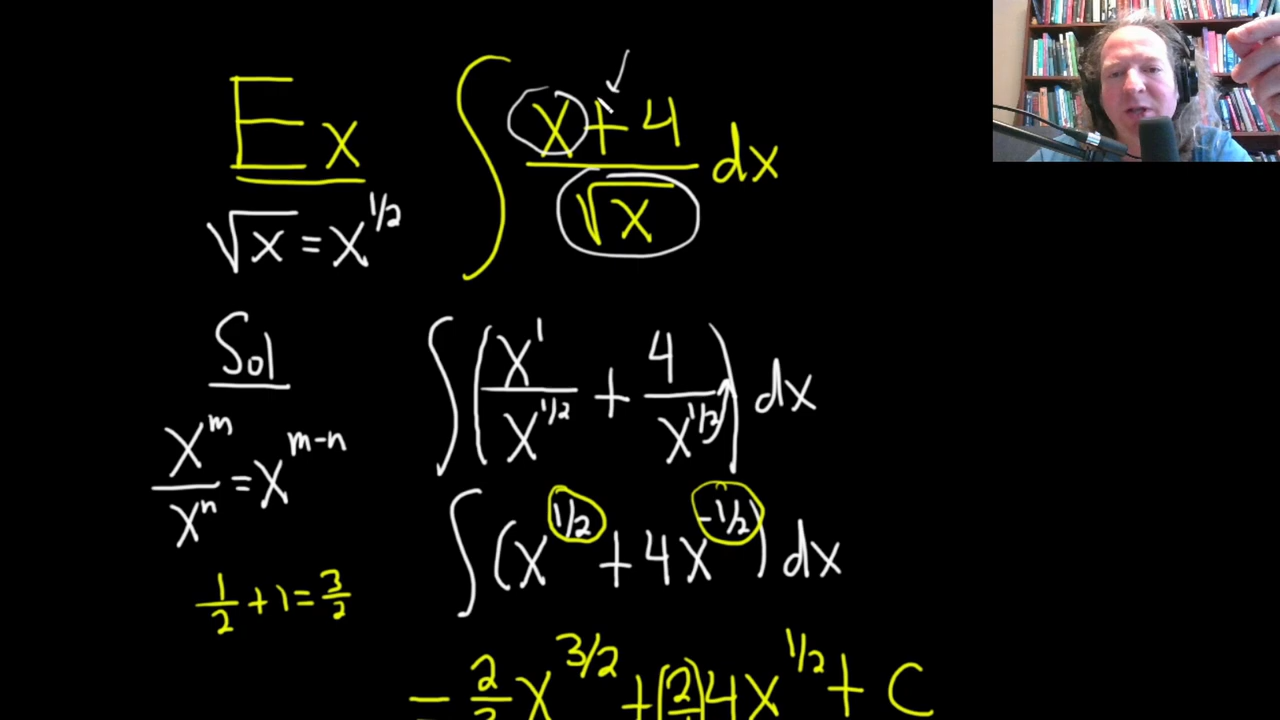 Ex ∫ (x+4)/√x dx
√x = x^1/2
Sol ∫ (x^1/x^1/2 + 4/x^1/2) dx
x^m/x^n = x^m-n
∫ (x^1/2 + 4x^-1/2) dx
1/2 + 1 = 3/2
= 2/3 x^3/2 + (2/1) 4x^1/2 + C